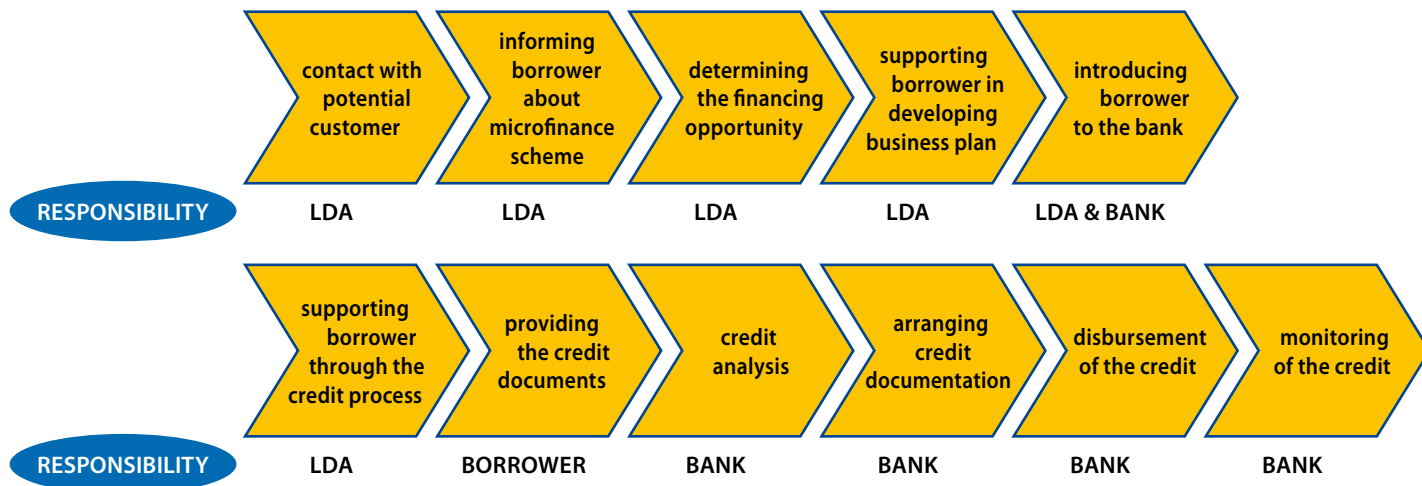 contact with
potential
customer
informing
borrower
about
microfinance
scheme
determining
the financing
opportunity
supporting
borrower in
developing
business plan
introducing
borrower
to the bank
RESPONSIBILITY
LDA
LDA
LDA
LDA
LDA & BANK
supporting
borrower
through the
credit process
providing
the credit
documents
credit
analysis
arranging
credit
documentation
disbursement
of the credit
monitoring
of the credit
RESPONSIBILITY
LDA
BORROWER
BANK
BANK
BANK
BANK